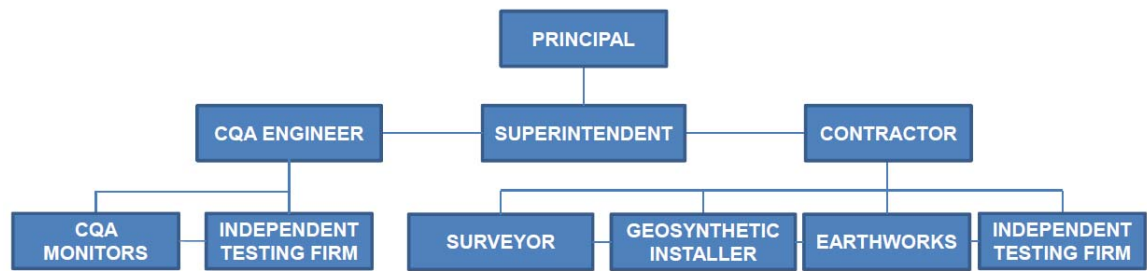 PRINCIPAL
CQA ENGINEER
SUPERINTENDENT
CONTRACTOR
CQA
MONITORS
INDEPENDENT
TESTING FIRM
SURVEYOR
GEOSYNTHETIC
INSTALLER
EARTHWORKS
INDEPENDENT
TESTING FIRM